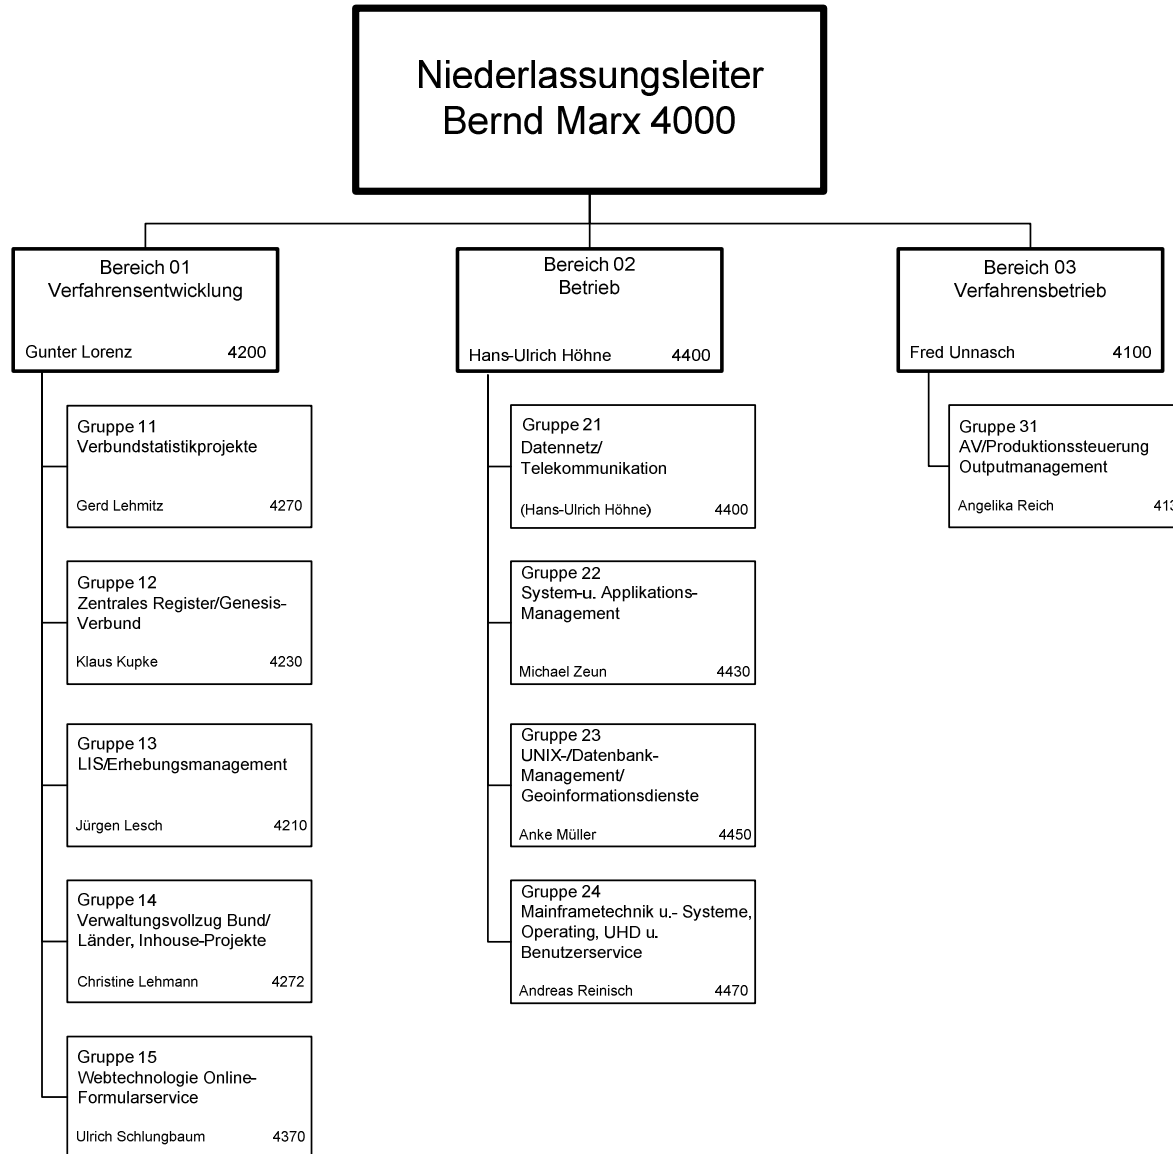 Niederlassungsleiter
Bernd Marx 4000
Bereich 01
Verfahrensentwicklung
Gunter Lorenz 4200
Gruppe 11
Verbundstatistikprojekte
Gerd Lehmitz 4270
Gruppe 12
Zentrales Register/Genesis-
Verbund
Klaus Kupke 4230
Gruppe 13
LIS/Erhebungsmanagement
Jürgen Lesch 4210
Gruppe 14
Verwaltungsvollzug Bund/
Länder, Inhouse-Projekte
Christine Lehmann 4272
Gruppe 15
Webtechnologie Online-
Formularservice
Ulrich Schlungbaum 4370
Bereich 02
Betrieb
Hans-Ulrich Höhne 4400
Gruppe 21
Datennetz/
Telekommunikation
(Hans-Ulrich Höhne) 4400
Gruppe 22
System-u. Applikations-
Management
Michael Zeun 4430
Gruppe 23
UNIX-/Datenbank-
Management/
Geoinformationsdienste
Anke Müller 4450
Gruppe 24
Mainframetechnik u.- Systeme,
Operating, UHD u.
Benutzerservice
Andreas Reinisch 4470
Bereich 03
Verfahrensbetrieb
Fred Unnasch 4100
Gruppe 31
AV/Produktionssteuerung
Outputmanagement
Angelika Reich